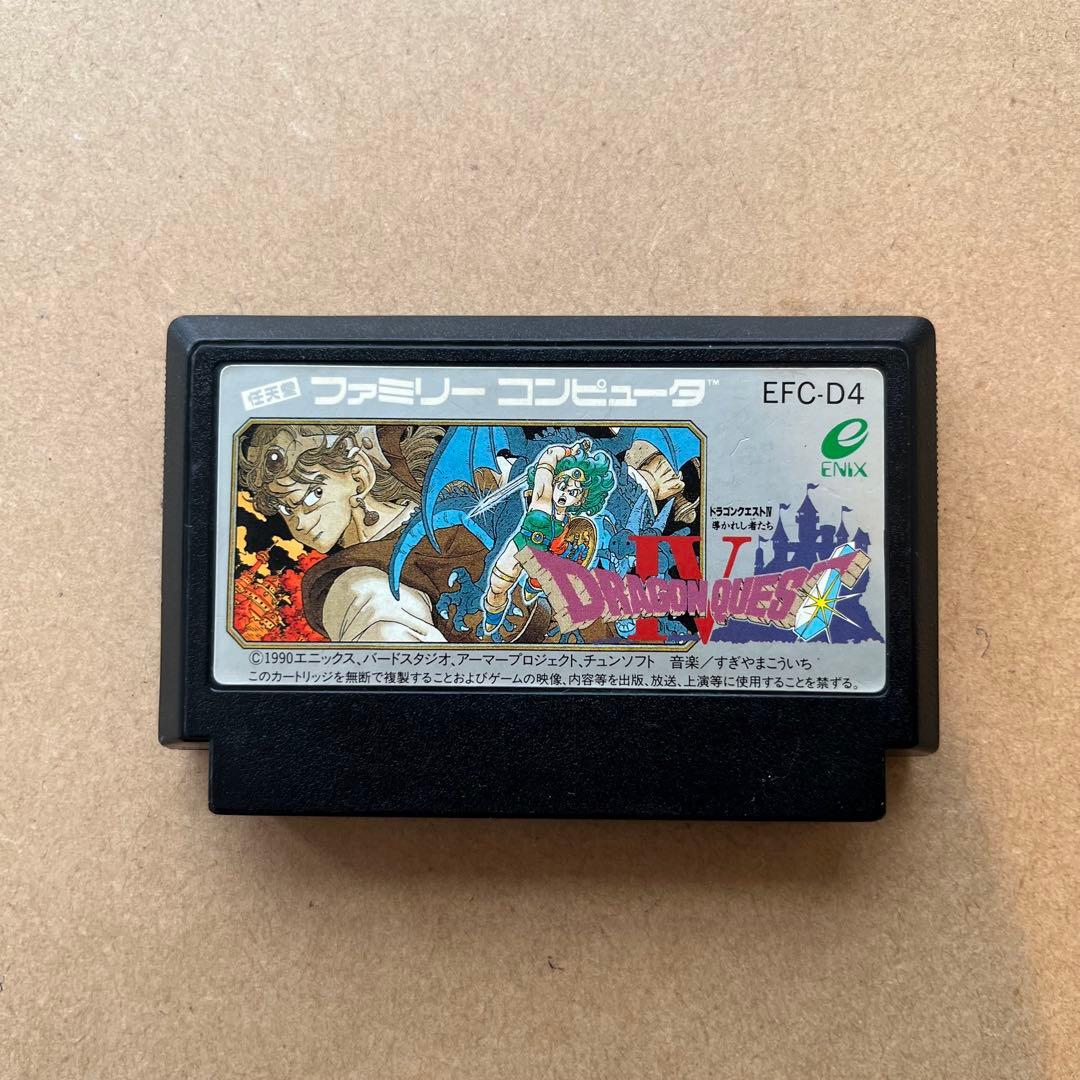 任天堂 ファミリー コンピュータ™ EFC-D4
e
ENIX
ドラゴンクエストⅣ
導かれし者たち
IV
DRAGON QUEST
©1990エニックス、バードスタジオ、アーマープロジェクト、チュンソフト 音楽/すぎやまこういち
このカートリッジを無断で複製することおよびゲームの映像、内容等を出版、放送、上演等に使用することを禁ずる。